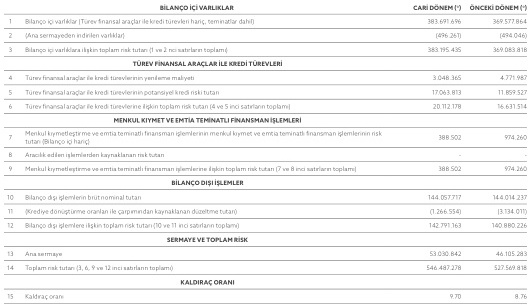 BİLANÇO İÇİ VARLIKLAR CARİ DÖNEM (*) ÖNCEKİ DÖNEM (*)
1 Bilanço içi varlıklar (Türev finansal araçlar ile kredi türevleri hariç, teminatlar dahil) 383.691.696 369.577.864
2 (Ana sermayeden indirilen varlıklar) (496.261) (494.046)
3 Bilanço içi varlıklara ilişkin toplam risk tutarı (1 ve 2 nci satırların toplamı) 383.195.435 369.083.818
TÜREV FİNANSAL ARAÇLAR İLE KREDİ TÜREVLERİ
4 Türev finansal araçlar ile kredi türevlerinin yenileme maliyeti 3.048.365 4.771.987
5 Türev finansal araçlar ile kredi türevlerinin potansiyel kredi riski tutarı 17.063.813 11.859.527
6 Türev finansal araçlar ile kredi türevlerine ilişkin toplam risk tutarı (4 ve 5 inci satırların toplamı) 20.112.178 16.631.514
MENKUL KIYMET VE EMTİA TEMİNATLI FİNANSMAN İŞLEMLERİ
7 Menkul kıymetleştirme ve emtia teminatlı finansman işlemlerinin menkul kıymet ve emtia teminatlı finansman işlemlerinin risk
tutarı (Bilanço içi hariç) 388.502 974.260
8 Aracılık edilen işlemlerden kaynaklanan risk tutarı - -
9 Menkul kıymetleştirme ve emtia teminatlı finansman işlemlerine ilişkin toplam risk tutarı (7 ve 8 inci satırların toplamı) 388.502 974.260
BİLANÇO DIŞI İŞLEMLER
10 Bilanço dışı işlemlerin brüt nominal tutarı 144.057.717 144.014.237
11 (Krediye dönüştürme oranları ile çarpımından kaynaklanan düzeltme tutarı) (1.266.554) (3.134.011)
12 Bilanço dışı işlemlere ilişkin toplam risk tutarı (10 ve 11 inci satırların toplamı) 142.791.163 140.880.226
SERMAYE VE TOPLAM RİSK
13 Ana sermaye 53.030.842 46.105.283
14 Toplam risk tutarı (3, 6, 9 ve 12 inci satırların toplamı) 546.487.278 527.569.818
KALDIRAÇ ORANI
15 Kaldıraç oranı 9.70 8.76